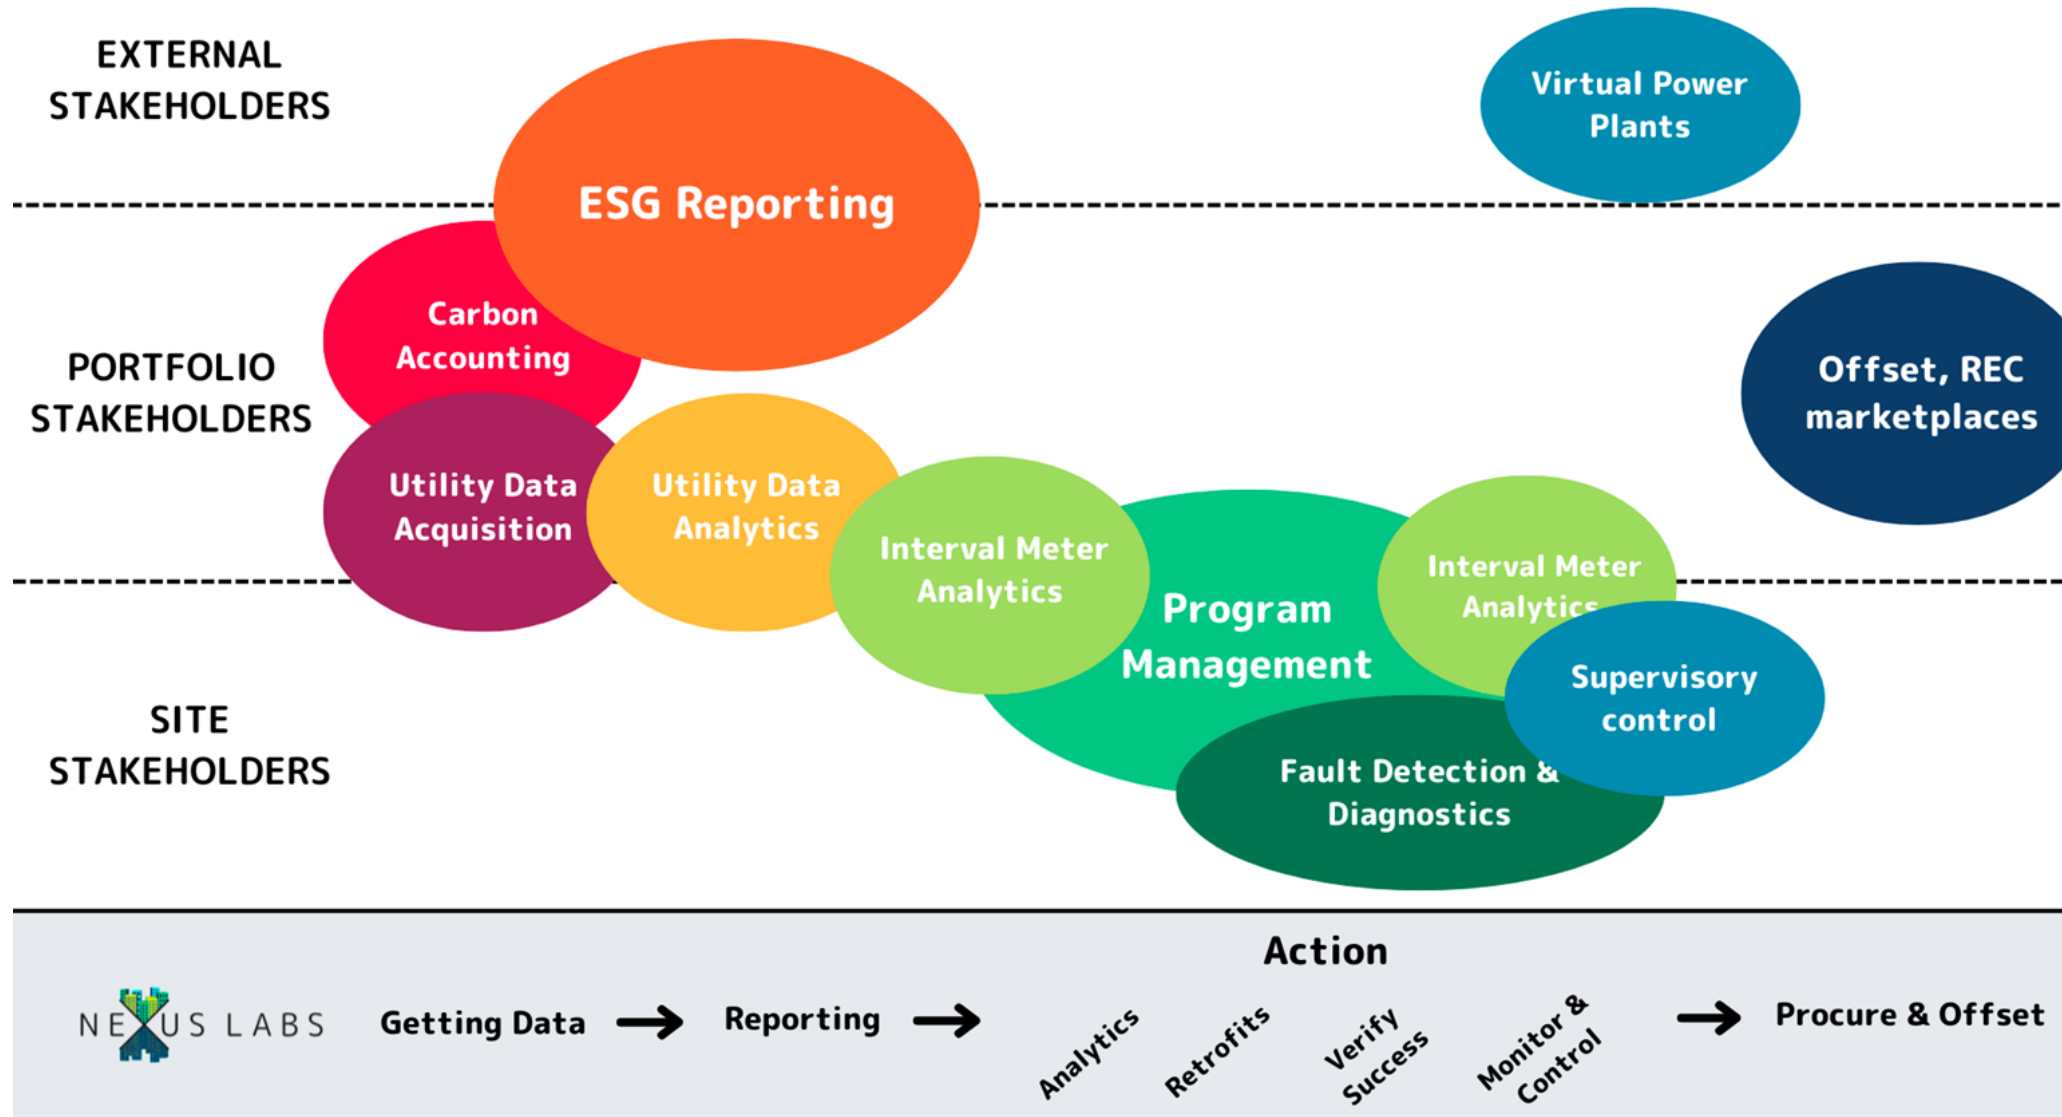 EXTERNAL
STAKEHOLDERS
Virtual Power
Plants
ESG Reporting
Carbon
Accounting
PORTFOLIO
STAKEHOLDERS
Offset, REC
marketplaces
Utility Data
Acquisition
Utility Data
Analytics
Interval Meter
Analytics
Program
Management
Interval Meter
Analytics
Supervisory
control
SITE
STAKEHOLDERS
Fault Detection &
Diagnostics
Action
NEXUS LABS
Getting Data
Reporting
Analytics
Retrofits
Verify
Success
Monitor &
Control
Procure & Offset